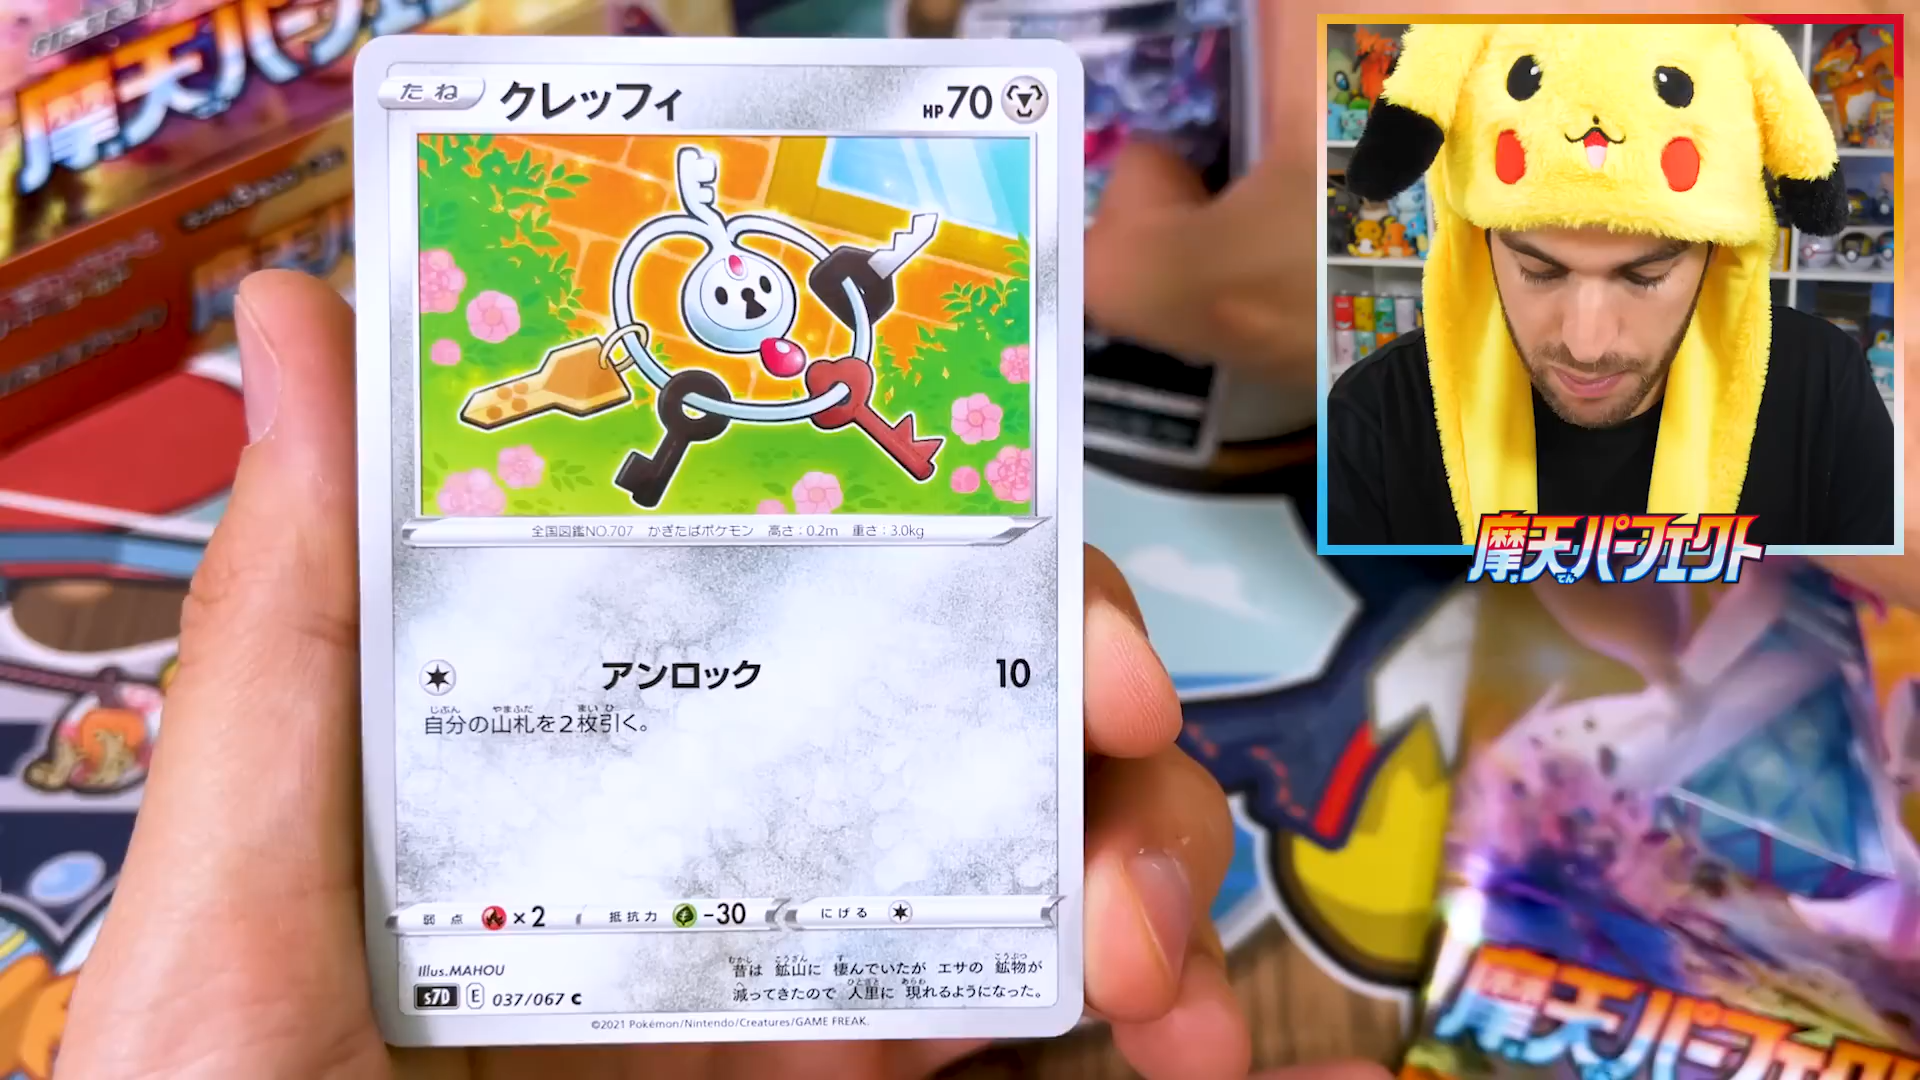 摩天パーフェ
たね クレッフィ HP70
全国図鑑NO.707 かぎたばポケモン 高さ:0.2m 重さ:3.0kg
アンロック 10
自分の山札を2枚引く。
弱点 ×2 抵抗力 -30 にげる
Illus.MAHOU
昔は 鉱山に 棲んでいたが エサの 鉱物が
減ってきたので 人里に 現れるようになった。
s7D E 037/067 C
©2021 Pokémon/Nintendo/Creatures/GAME FREAK.
摩天パーフェクト
摩天パーフェクト